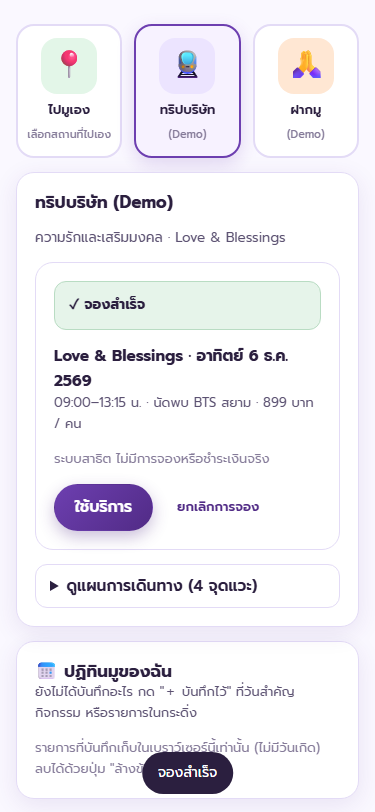 ไปมูเอง
เลือกสถานที่ไปเอง
ทริปบริษัท
(Demo)
ฝากมู
(Demo)
ทริปบริษัท (Demo)
ความรักและเสริมมงคล · Love & Blessings
✓ จองสำเร็จ
Love & Blessings · อาทิตย์ 6 ธ.ค.
2569
09:00–13:15 น. · นัดพบ BTS สยาม · 899 บาท
/ คน
ระบบสาธิต ไม่มีการจองหรือชำระเงินจริง
ใช้บริการ
ยกเลิกการจอง
▶ ดูแผนการเดินทาง (4 จุดแวะ)
ปฏิทินมูของฉัน
ยังไม่ได้บันทึกอะไร กด "＋ บันทึกไว้" ที่วันสำคัญ
กิจกรรม หรือรายการในกระดิ่ง
รายการที่บันทึกเก็บในเบราว์เซอร์นี้เท่านั้น (ไม่มีวันเกิด)
ลบได้ด้วยปุ่ม
จองสำเร็จ